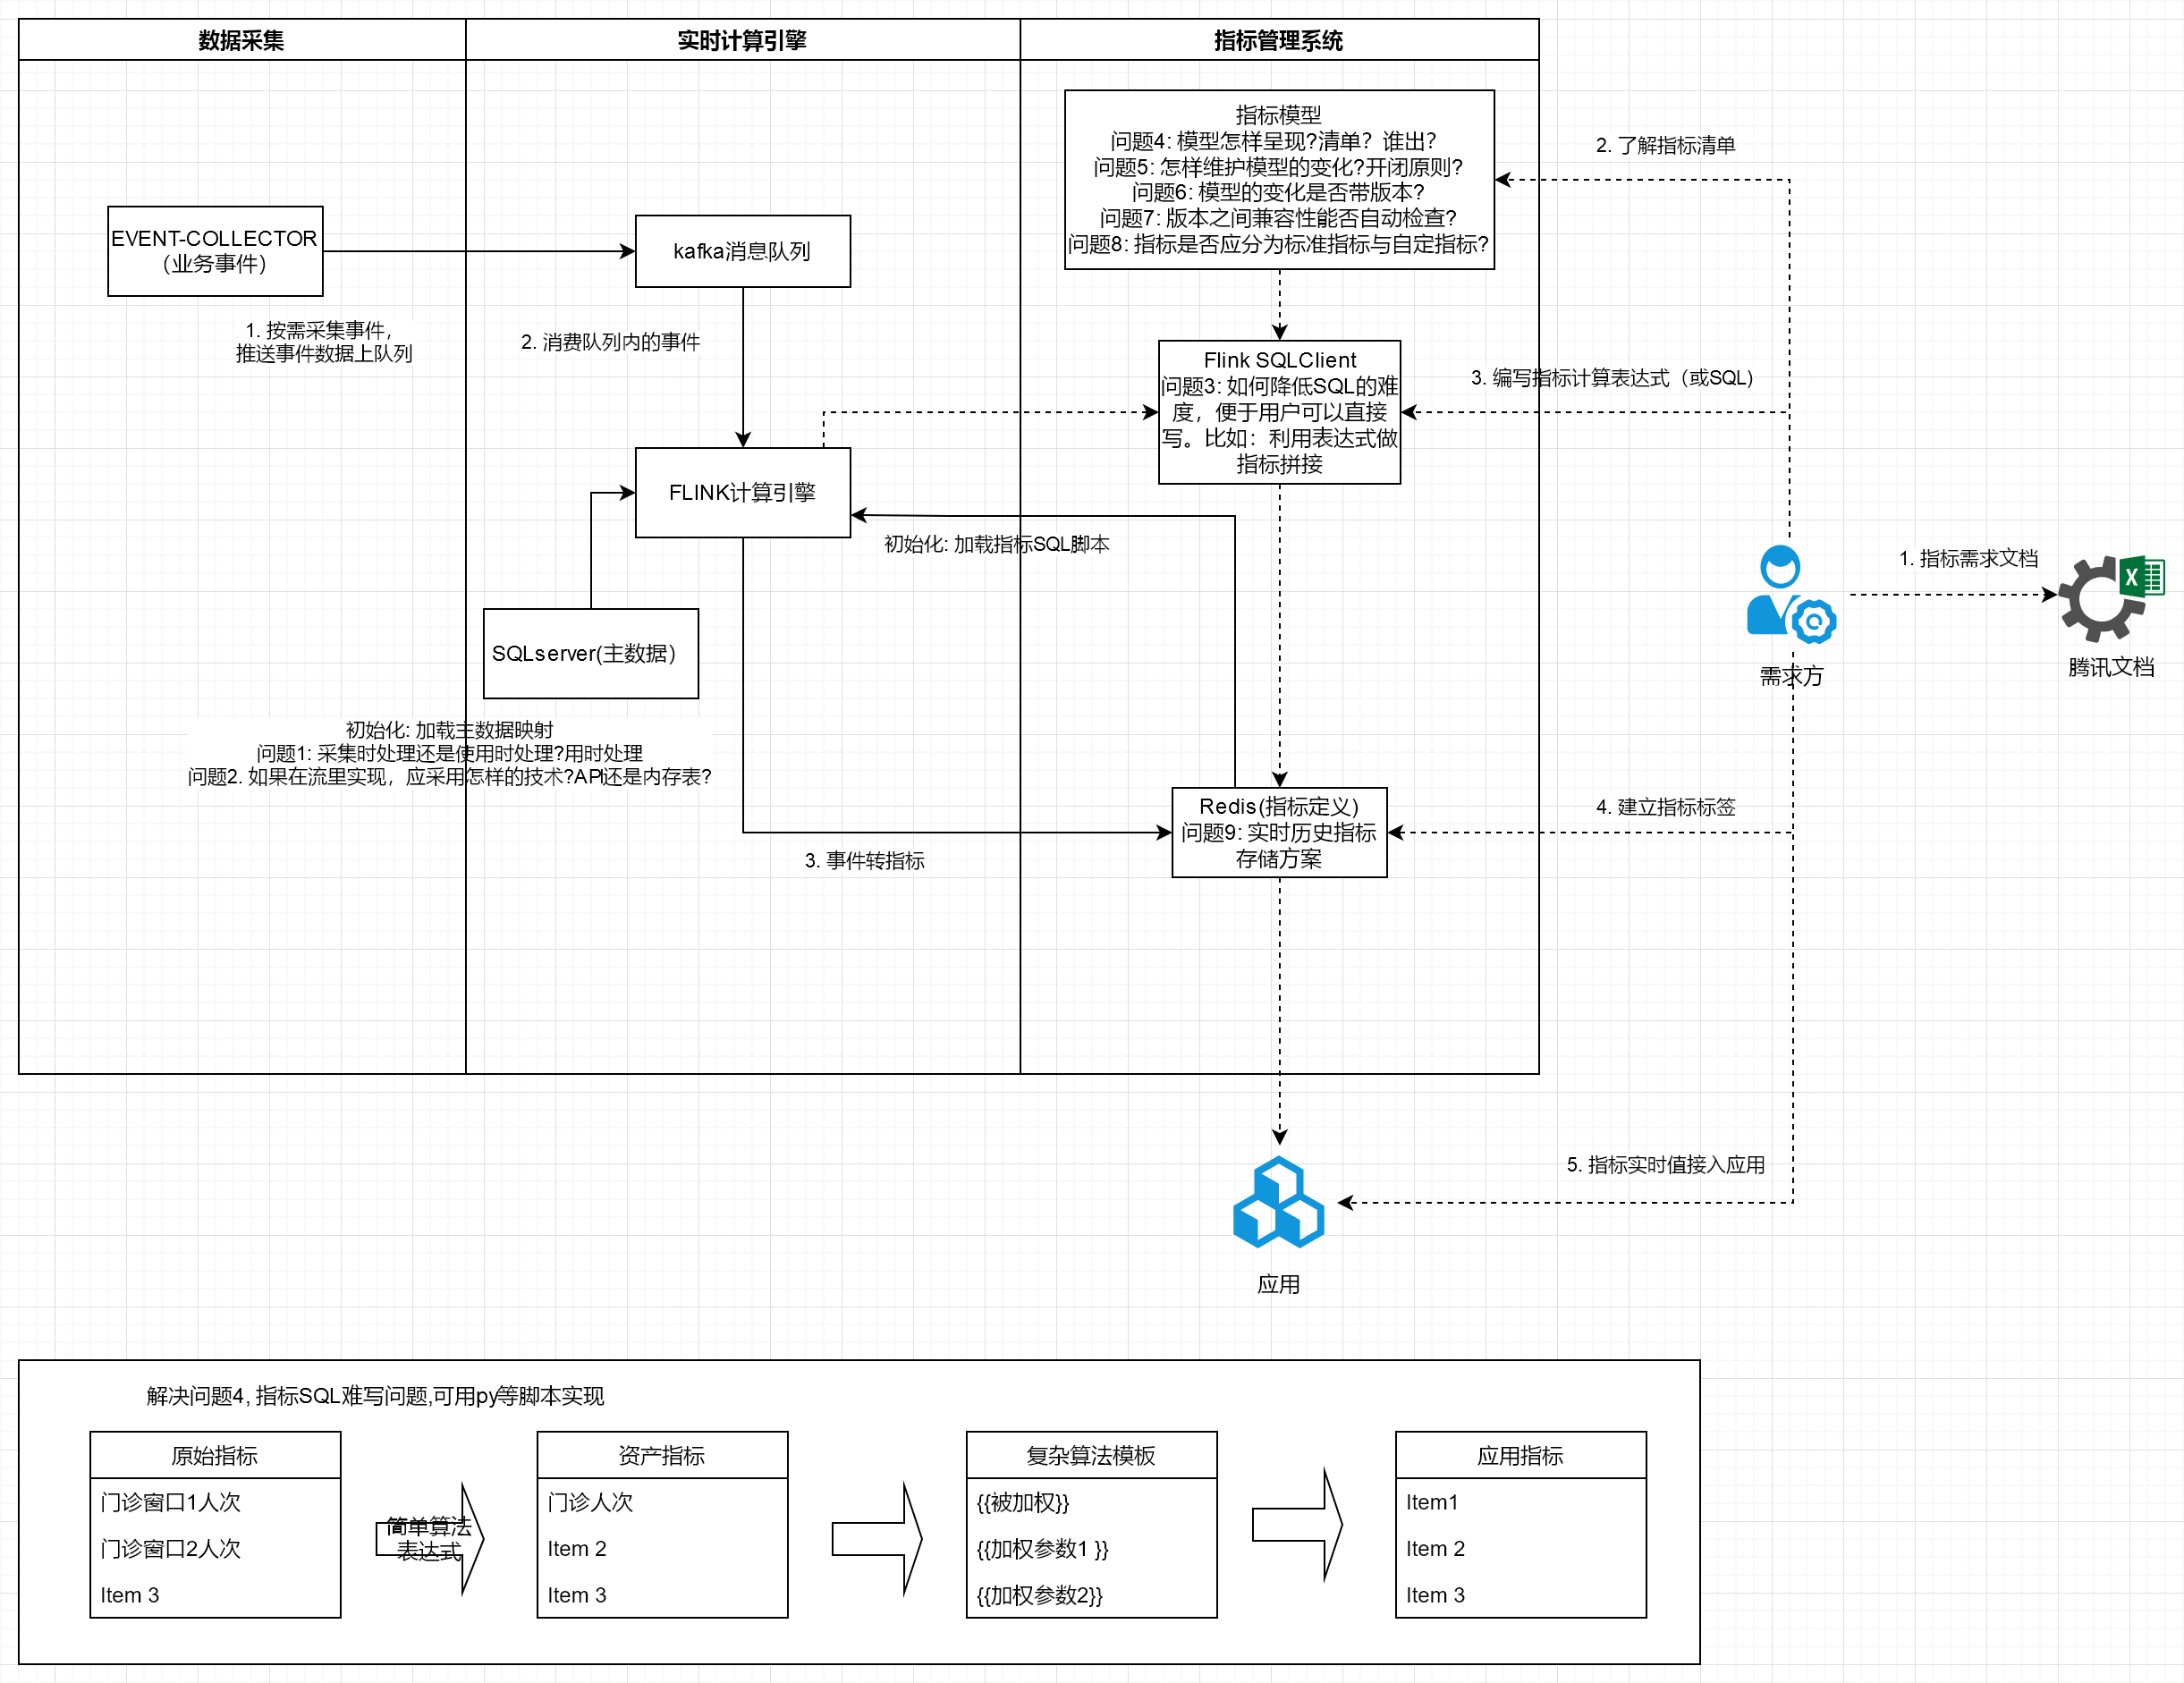 数据采集
实时计算引擎
指标管理系统
指标模型
问题4: 模型怎样呈现?清单？谁出?
问题5: 怎样维护模型的变化?开闭原则?
问题6: 模型的变化是否带版本?
问题7: 版本之间兼容性能否自动检查?
问题8: 指标是否应分为标准指标与自定指标?
2. 了解指标清单
EVENT-COLLECTOR
（业务事件）
kafka消息队列
1. 按需采集事件，
推送事件数据上队列
2. 消费队列内的事件
Flink SQLClient
问题3: 如何降低SQL的难
度，便于用户可以直接
写。比如：利用表达式做
指标拼接
3. 编写指标计算表达式（或SQL)
FLINK计算引擎
初始化: 加载指标SQL脚本
1. 指标需求文档
SQLserver(主数据）
需求方
腾讯文档
初始化: 加载主数据映射
问题1: 采集时处理还是使用时处理?用时处理
问题2. 如果在流里实现，应采用怎样的技术?API还是内存表?
Redis(指标定义)
问题9: 实时历史指标
存储方案
4. 建立指标标签
3. 事件转指标
5. 指标实时值接入应用
应用
解决问题4, 指标SQL难写问题,可用py等脚本实现
原始指标
门诊窗口1人次
门诊窗口2人次
Item 3
简单算法
表达式
资产指标
门诊人次
Item 2
Item 3
复杂算法模板
{{被加权}}
{{加权参数1 }}
{{加权参数2}}
应用指标
Item1
Item 2
Item 3